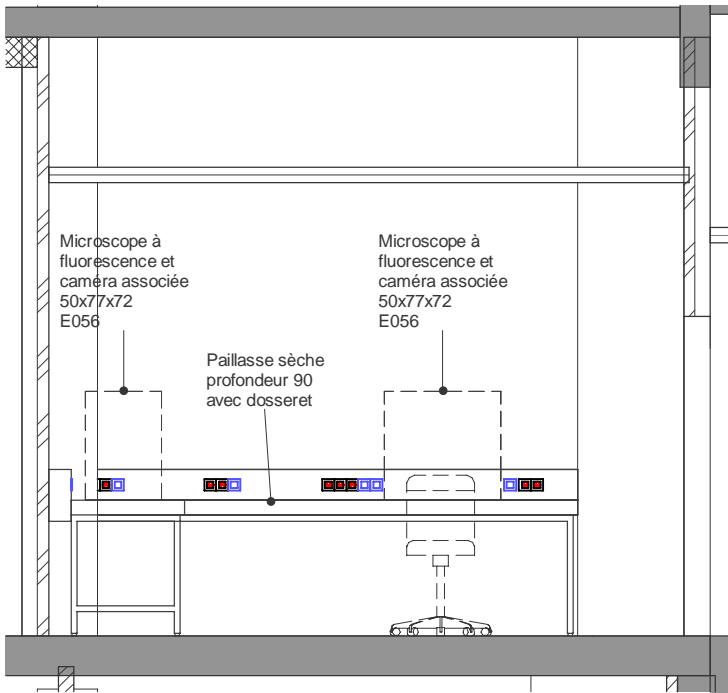 Microscope à
fluorescence et
caméra associée
50x77x72
E056
Microscope à
fluorescence et
caméra associée
50x77x72
E056
Paillasse sèche
profondeur 90
avec dosseret